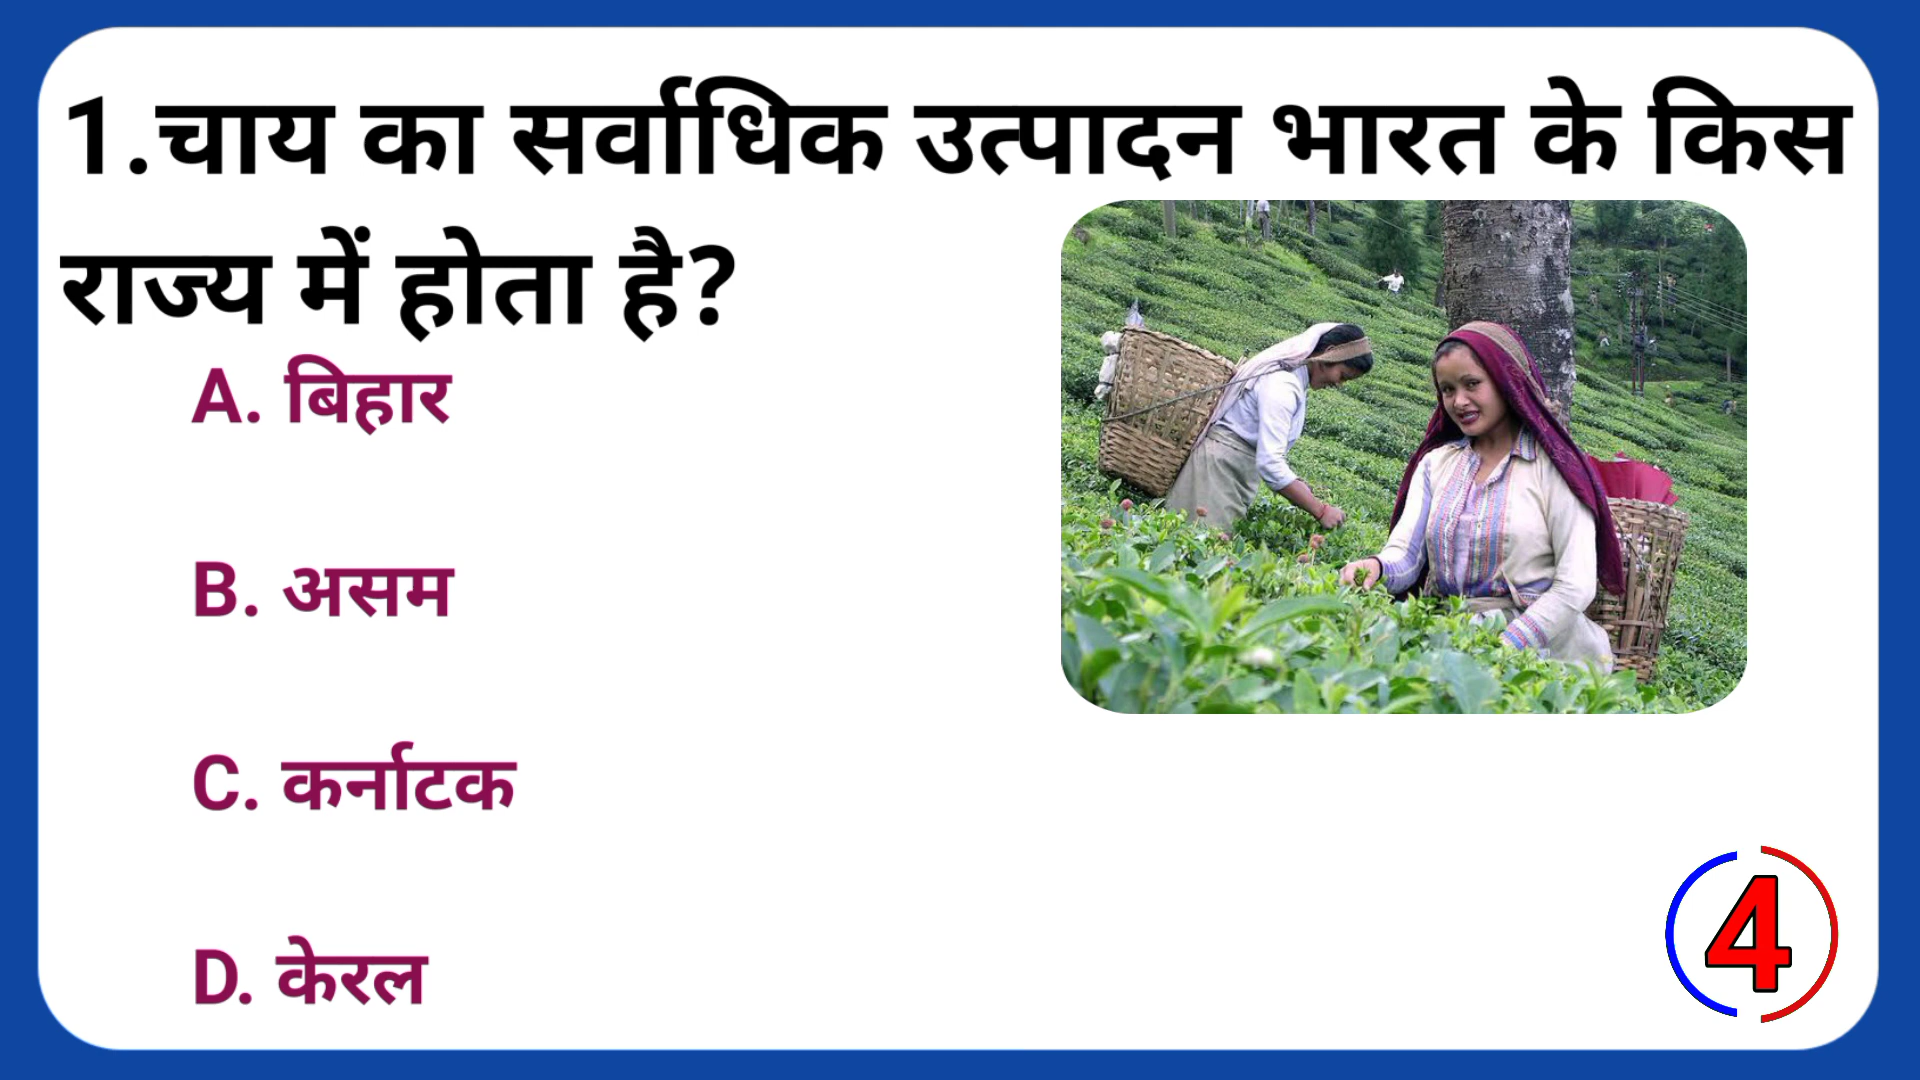 1.चाय का सर्वाधिक उत्पादन भारत के किस
राज्य में होता है?
A. बिहार
B. असम
C. कर्नाटक
D. केरल
4